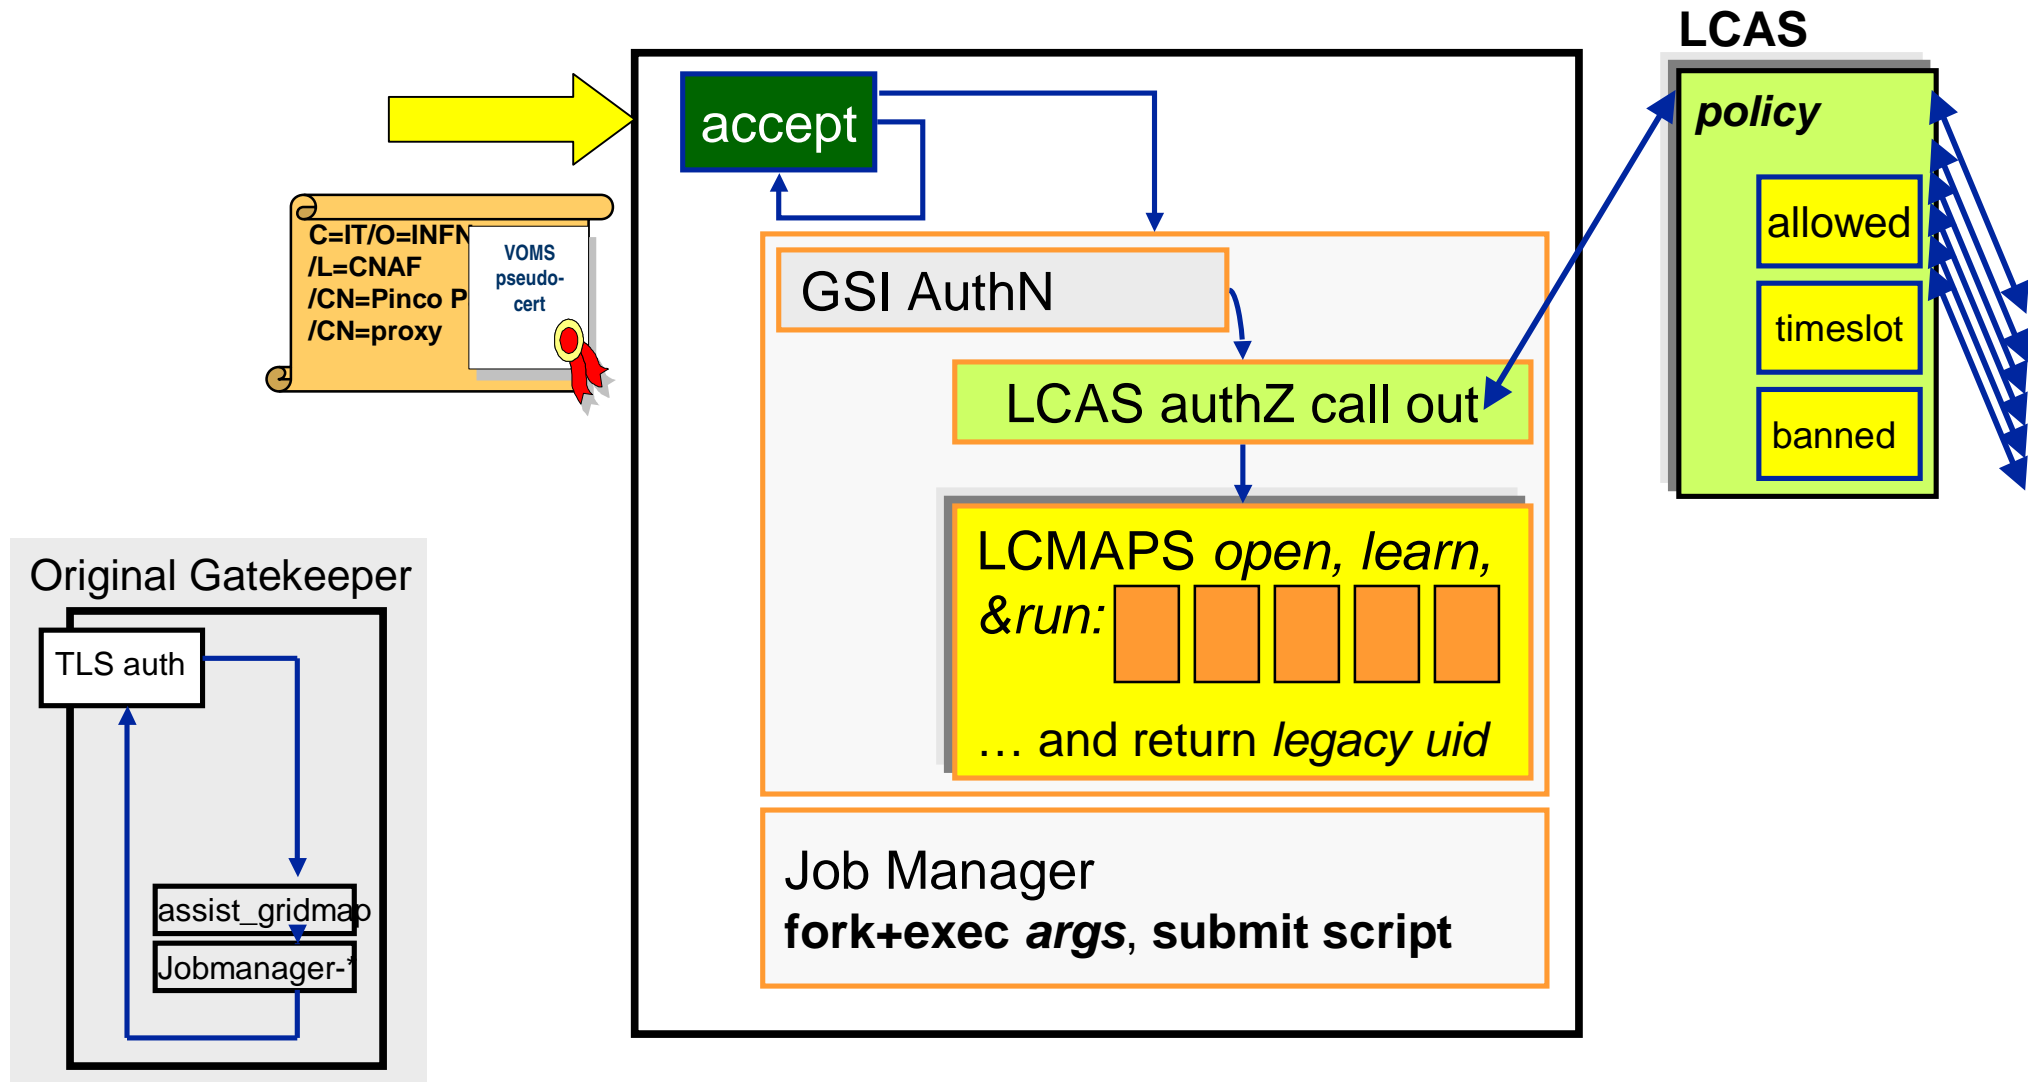 LCAS
policy
allowed
timeslot
banned
accept
C=IT/O=INFN
/L=CNAF
/CN=Pinco P
/CN=proxy
VOMS
pseudo-
cert
GSI AuthN
LCAS authZ call out
LCMAPS open, learn,
&run:
… and return legacy uid
Job Manager
fork+exec args, submit script
Original Gatekeeper
TLS auth
assist_gridmap
Jobmanager-*